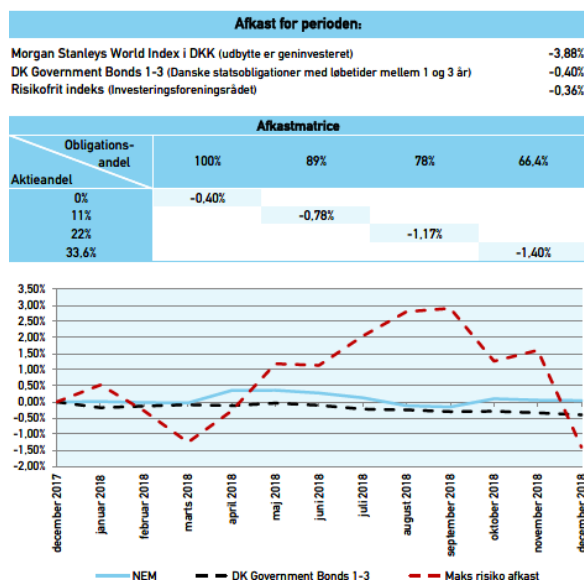 Afkast for perioden:
Morgan Stanleys World Index i DKK (udbytte er geninvesteret) -3,88%
DK Government Bonds 1-3 (Danske statsobligationer med løbetider mellem 1 og 3 år) -0,40%
Risikofrit indeks (Investeringsforeningsrådet) -0,36%
Afkastmatrice
Obligations-
andel 100% 89% 78% 66,4%
Aktieandel
0% -0,40%
11% -0,78%
22% -1,17%
33,6% -1,40%
3,50%
3,00%
2,50%
2,00%
1,50%
1,00%
0,50%
0,00%
-0,50%
-1,00%
-1,50%
-2,00%
december 2017
januar 2018
februar 2018
marts 2018
april 2018
maj 2018
juni 2018
juli 2018
august 2018
september 2018
oktober 2018
november 2018
december 2018
NEM DK Government Bonds 1-3 Maks risiko afkast